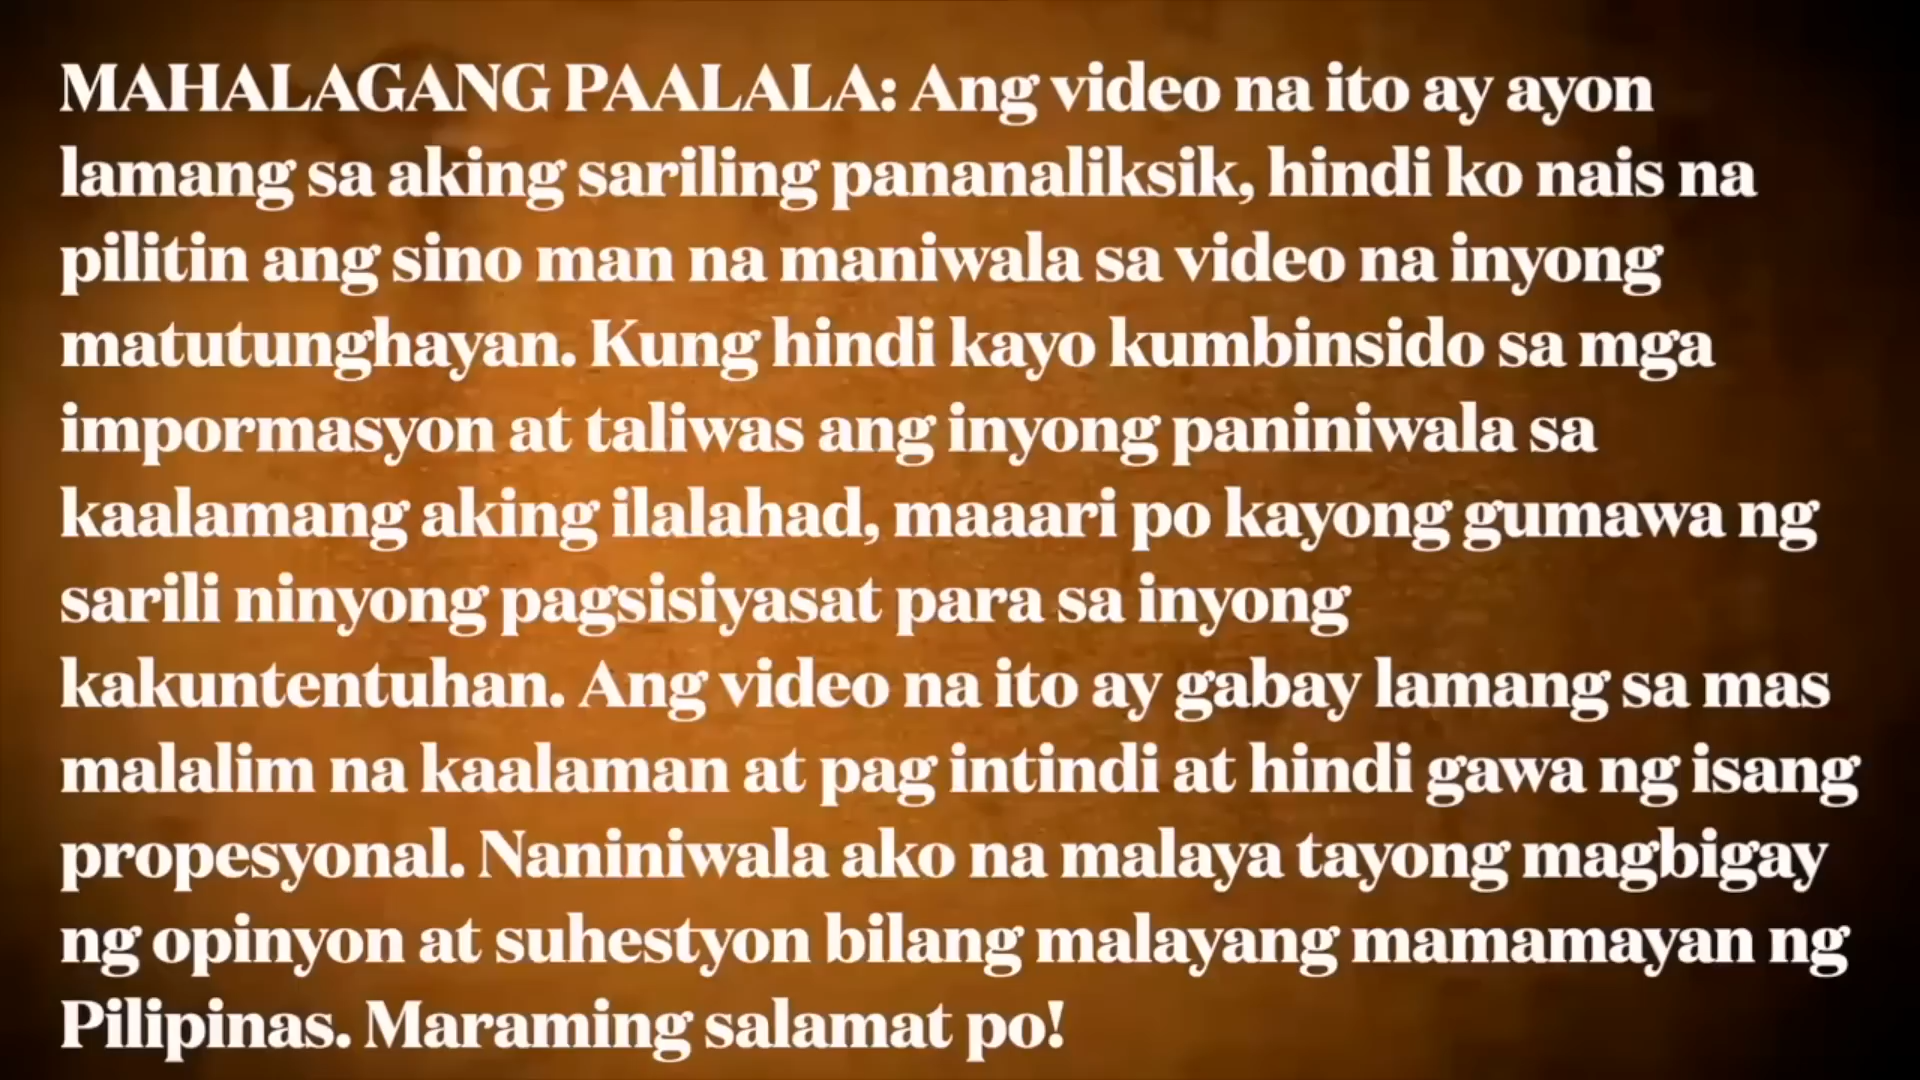 MAHALAGANG PAALALA: Ang video na ito ay ayon
lamang sa aking sariling pananaliksik, hindi ko nais na
pilitin ang sino man na maniwala sa video na inyong
matutunghayan. Kung hindi kayo kumbinsido sa mga
impormasyon at taliwas ang inyong paniniwala sa
kaalamang aking ilalahad, maaari po kayong gumawa ng
sarili ninyong pagsisiyasat para sa inyong
kakuntentuhan. Ang video na ito ay gabay lamang sa mas
malalim na kaalaman at pag intindi at hindi gawa ng isang
propesyonal. Naniniwala ako na malaya tayong magbigay
ng opinyon at suhestyon bilang malayang mamamayan ng
Pilipinas. Maraming salamat po!